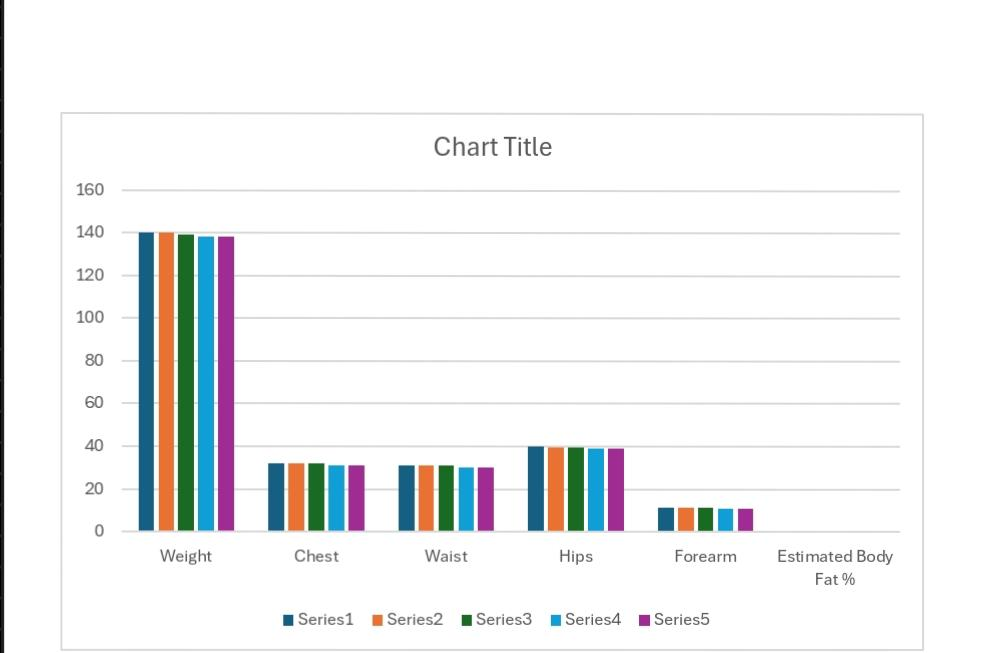 Chart Title
160
140
120
100
80
60
40
20
0
Weight Chest Waist Hips Forearm Estimated Body
Fat %
Series1 Series2 Series3 Series4 Series5